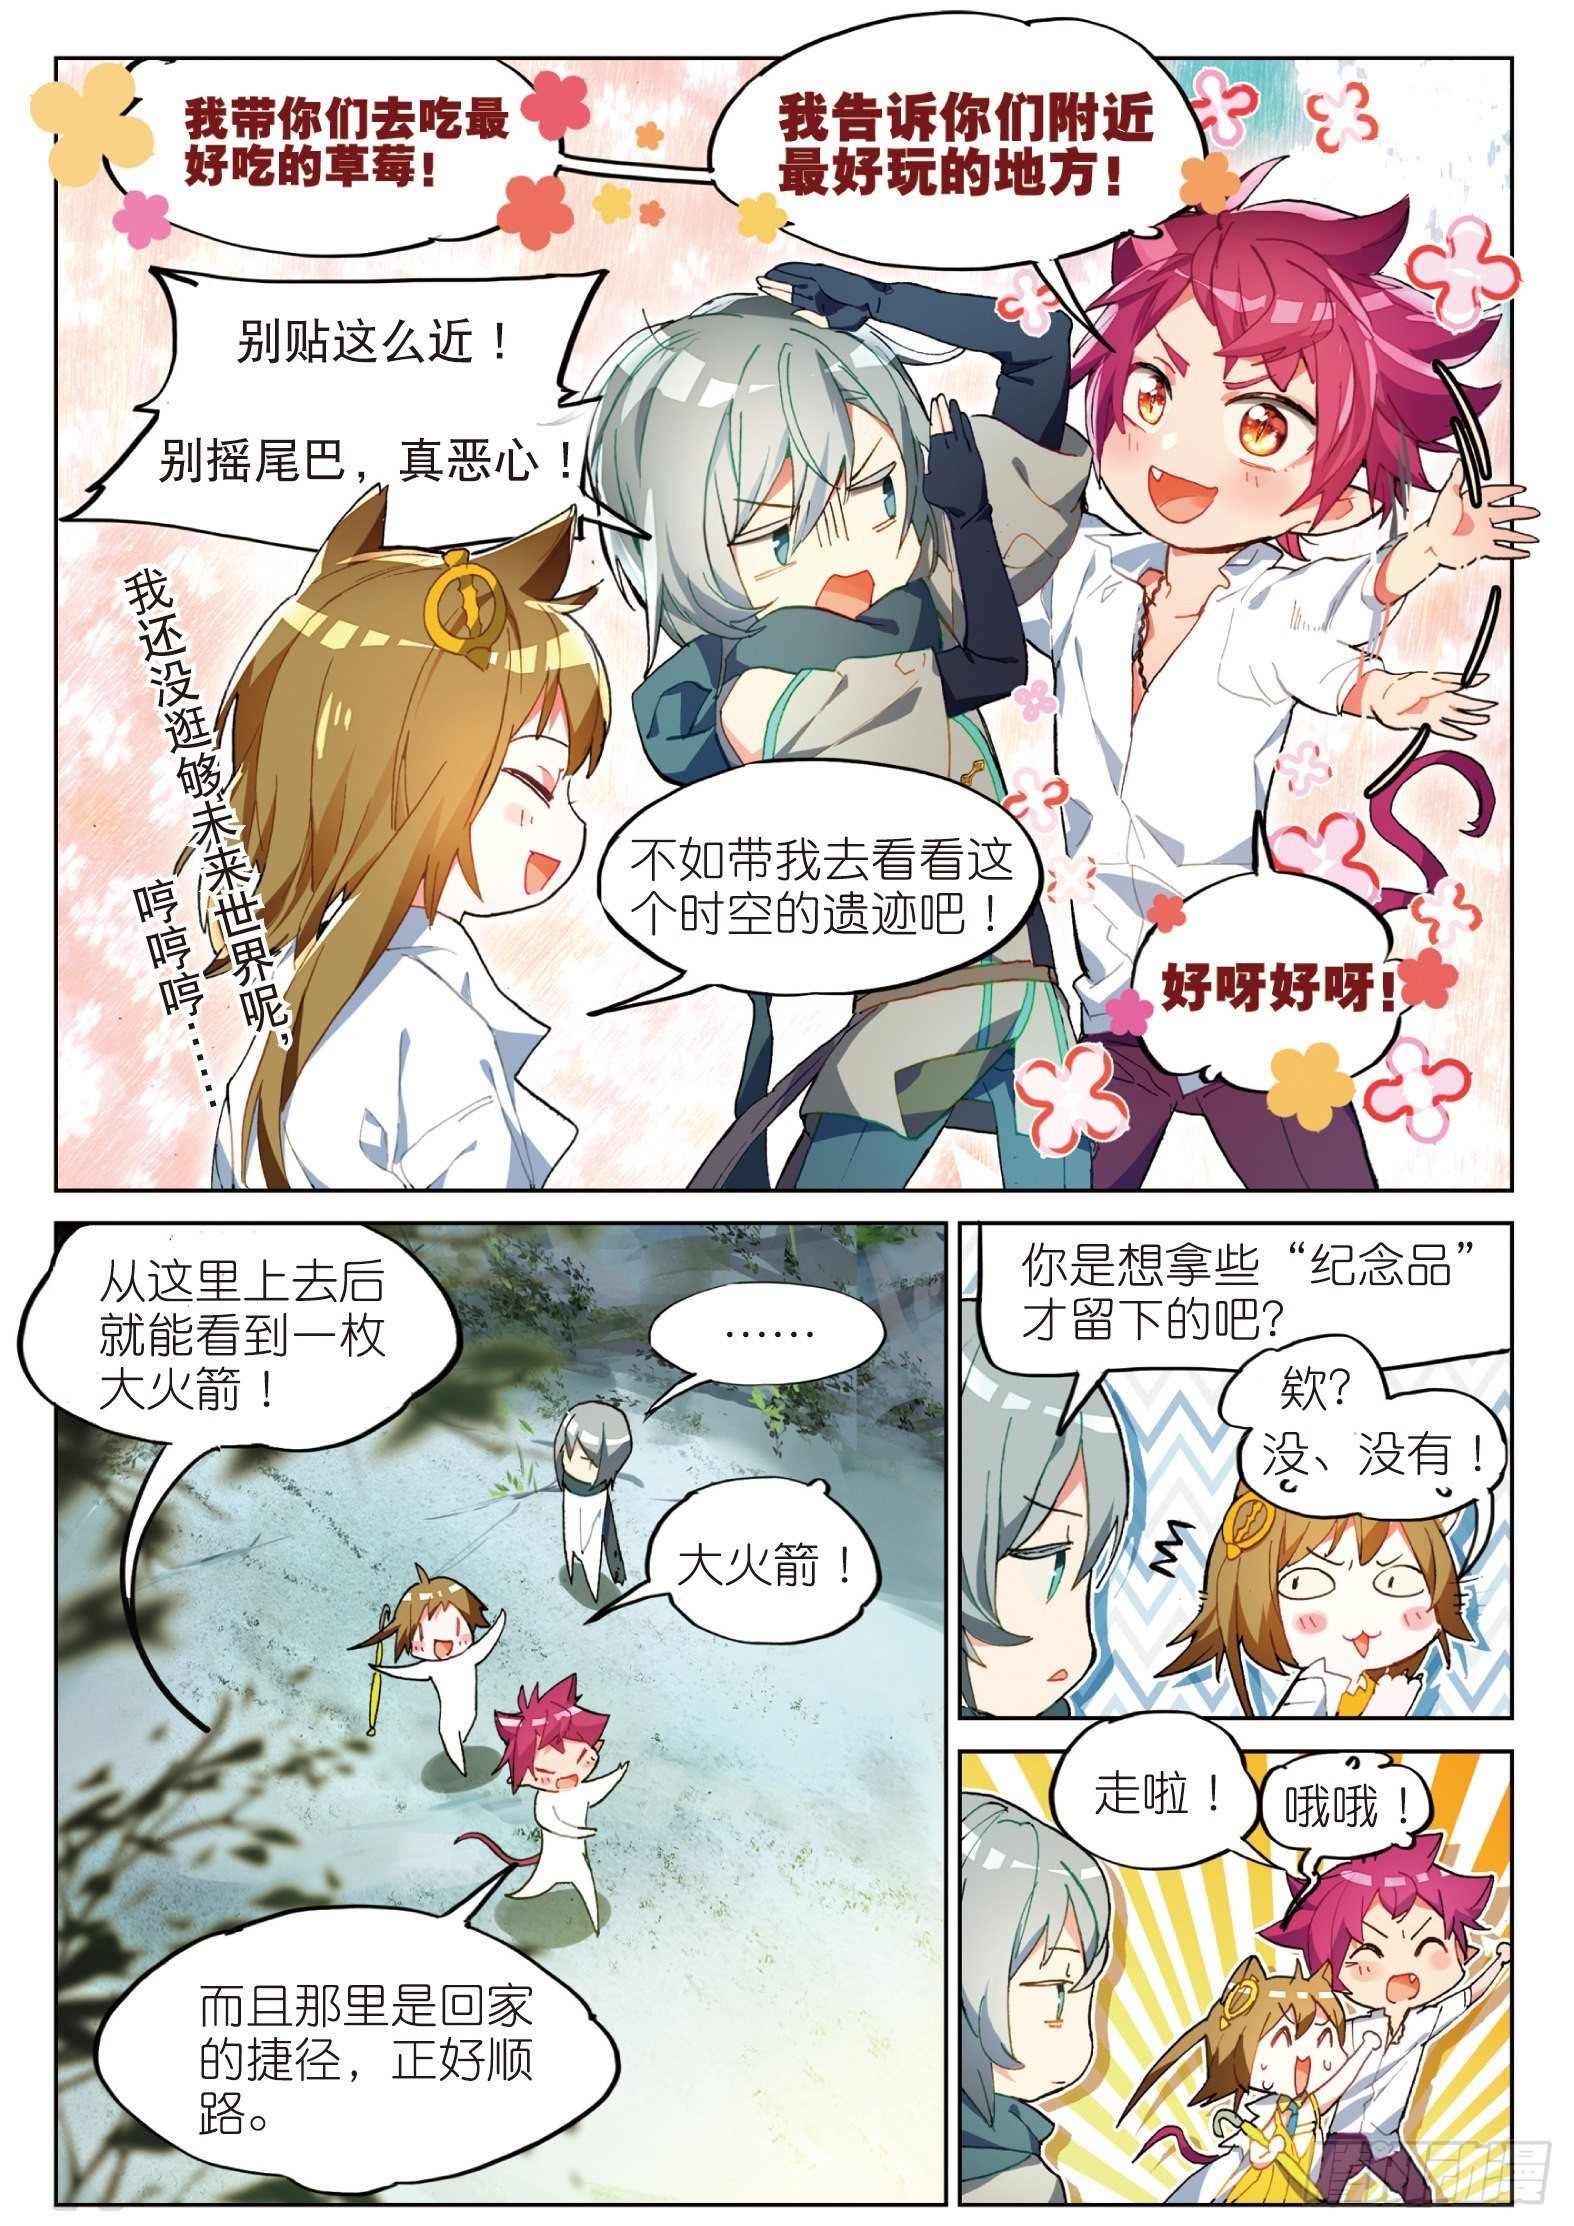 我带你们去吃最
好吃的草莓!
我告诉你们附近
最好玩的地方!
别贴这么近！
别摇尾巴，真恶心！
我还没逛够未来世界呢，
哼哼哼……
不如带我去看看这
个时空的遗迹吧！
好呀好呀!
从这里上去后
就能看到一枚
大火箭！
……
大火箭！
而且那里是回家
的捷径，正好顺
路。
你是想拿些“纪念品”
才留下的吧？
欸？
没、没有！
走啦！
哦哦！